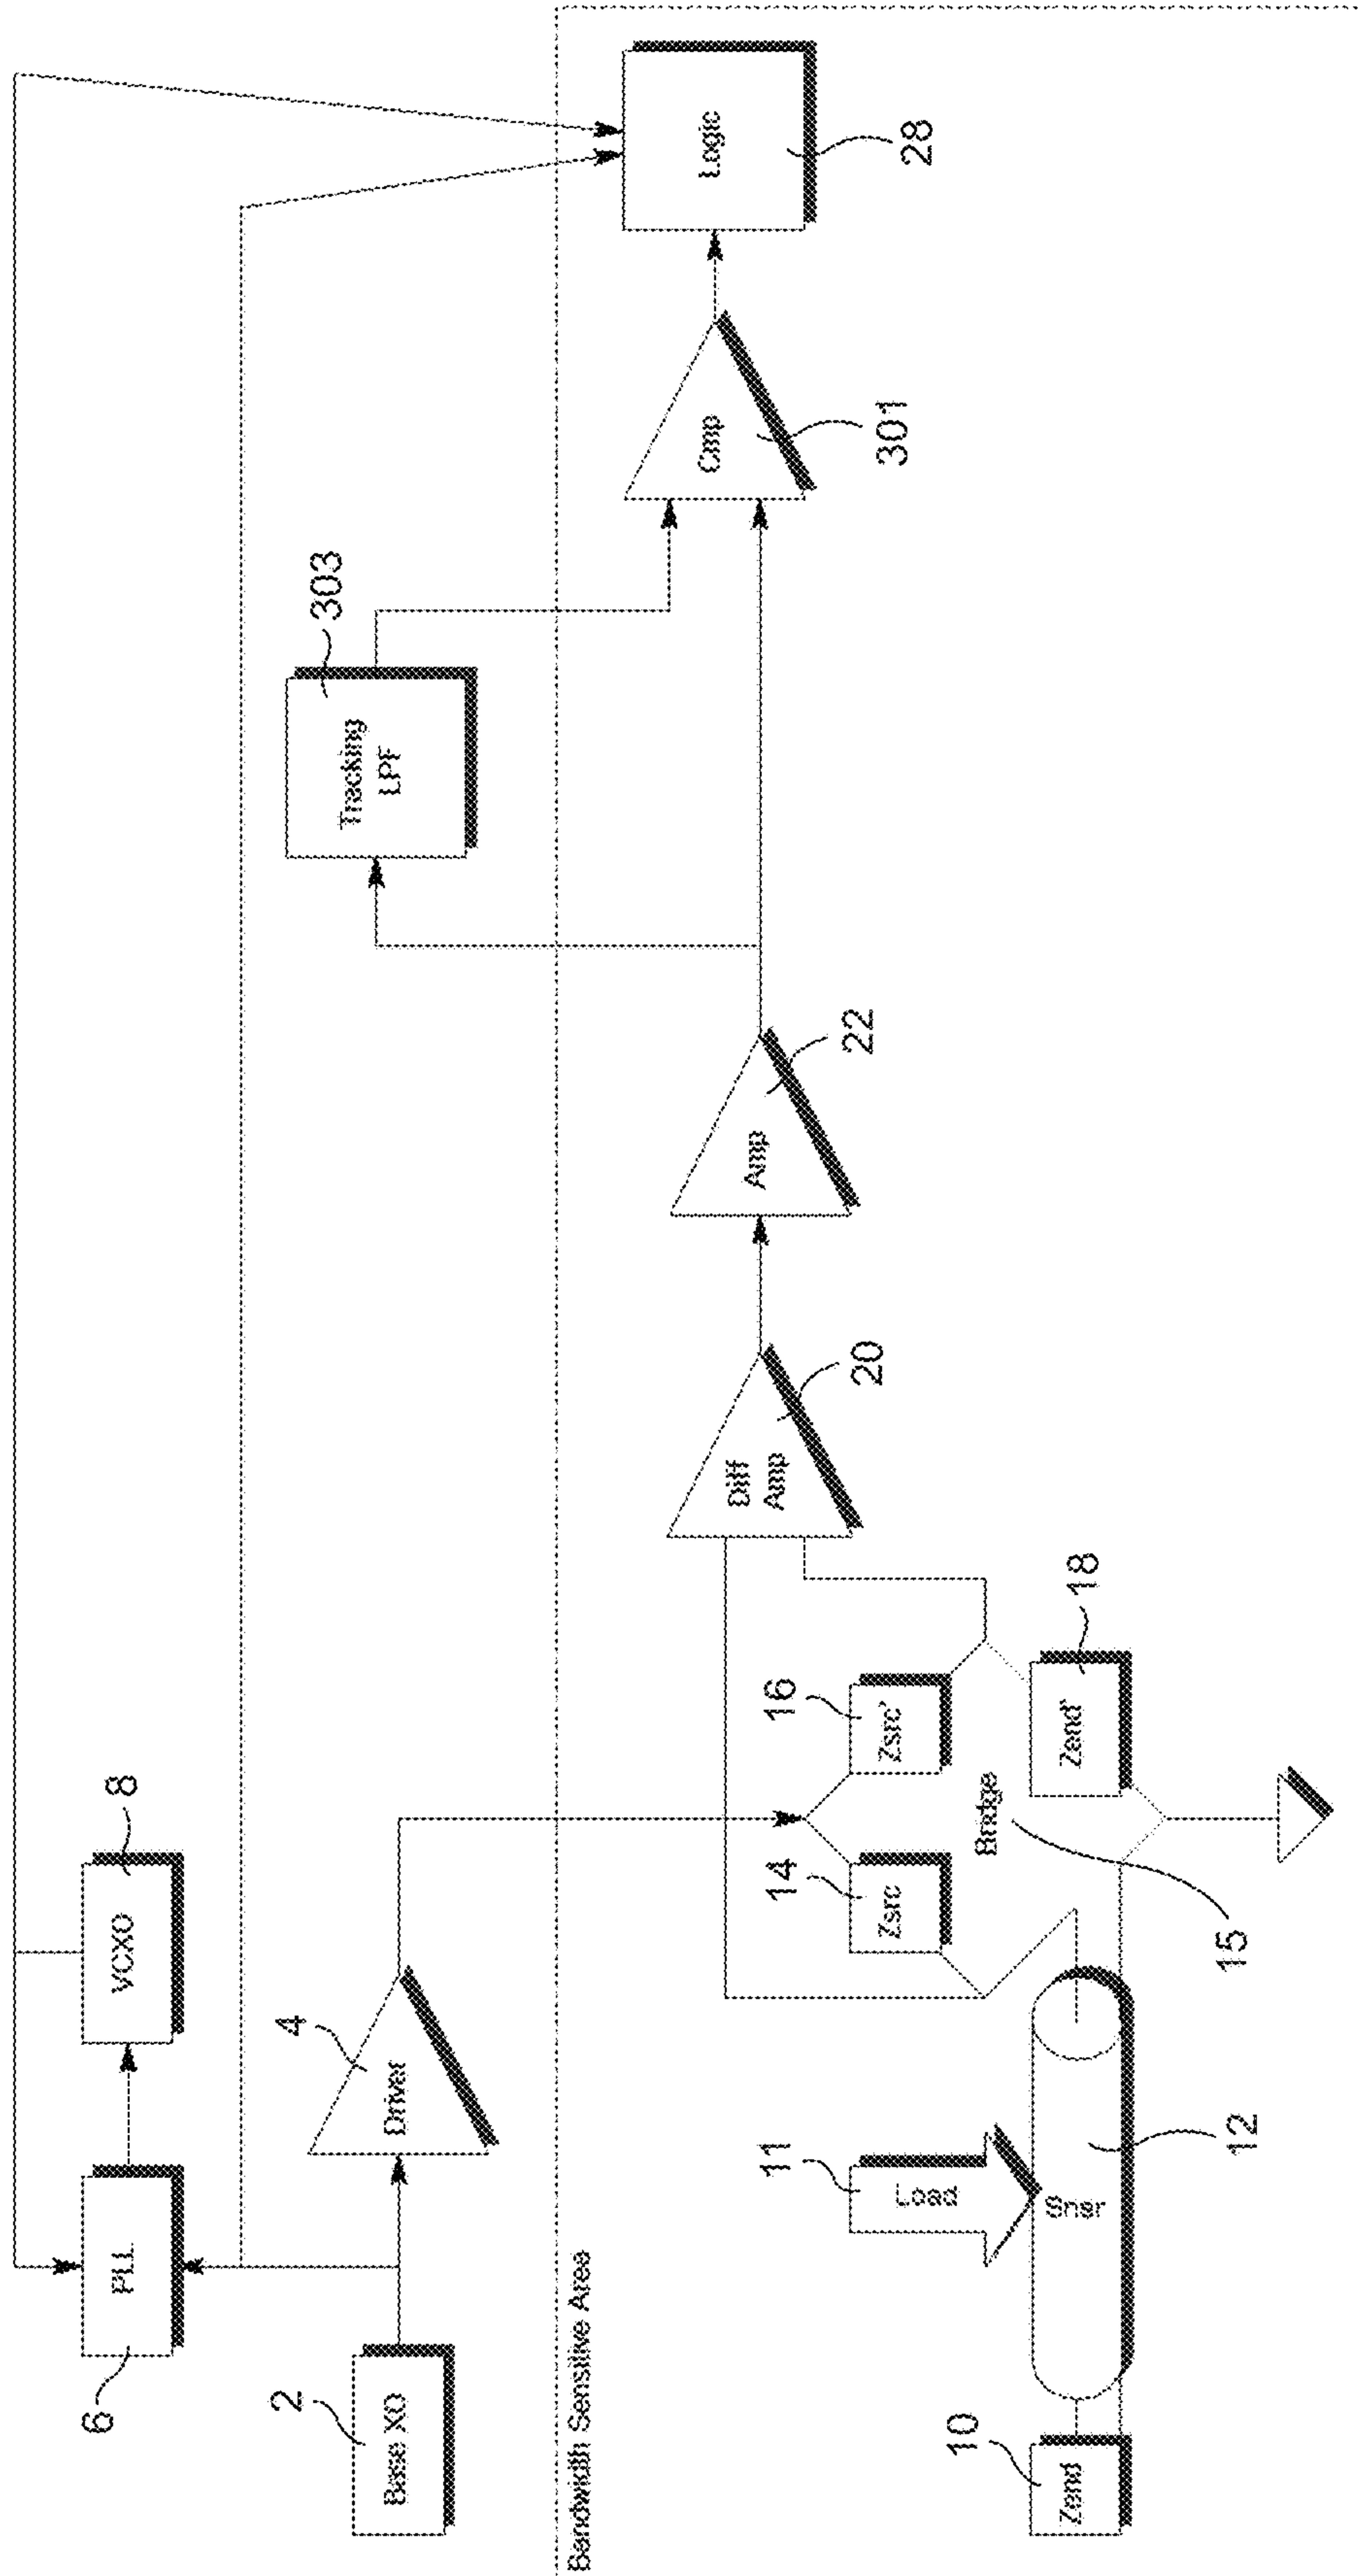 6
PLL
VCXO
8
2
Base XO
4
Driver
Tracking
LPF
303
Bandwidth Sensitive Area
Logic
28
Cmp
301
Amp
22
Diff
Amp
20
16
Zsrc'
14
Zsrc
Bridge
15
18
Zend'
11
Load
Snsr
12
10
Zend